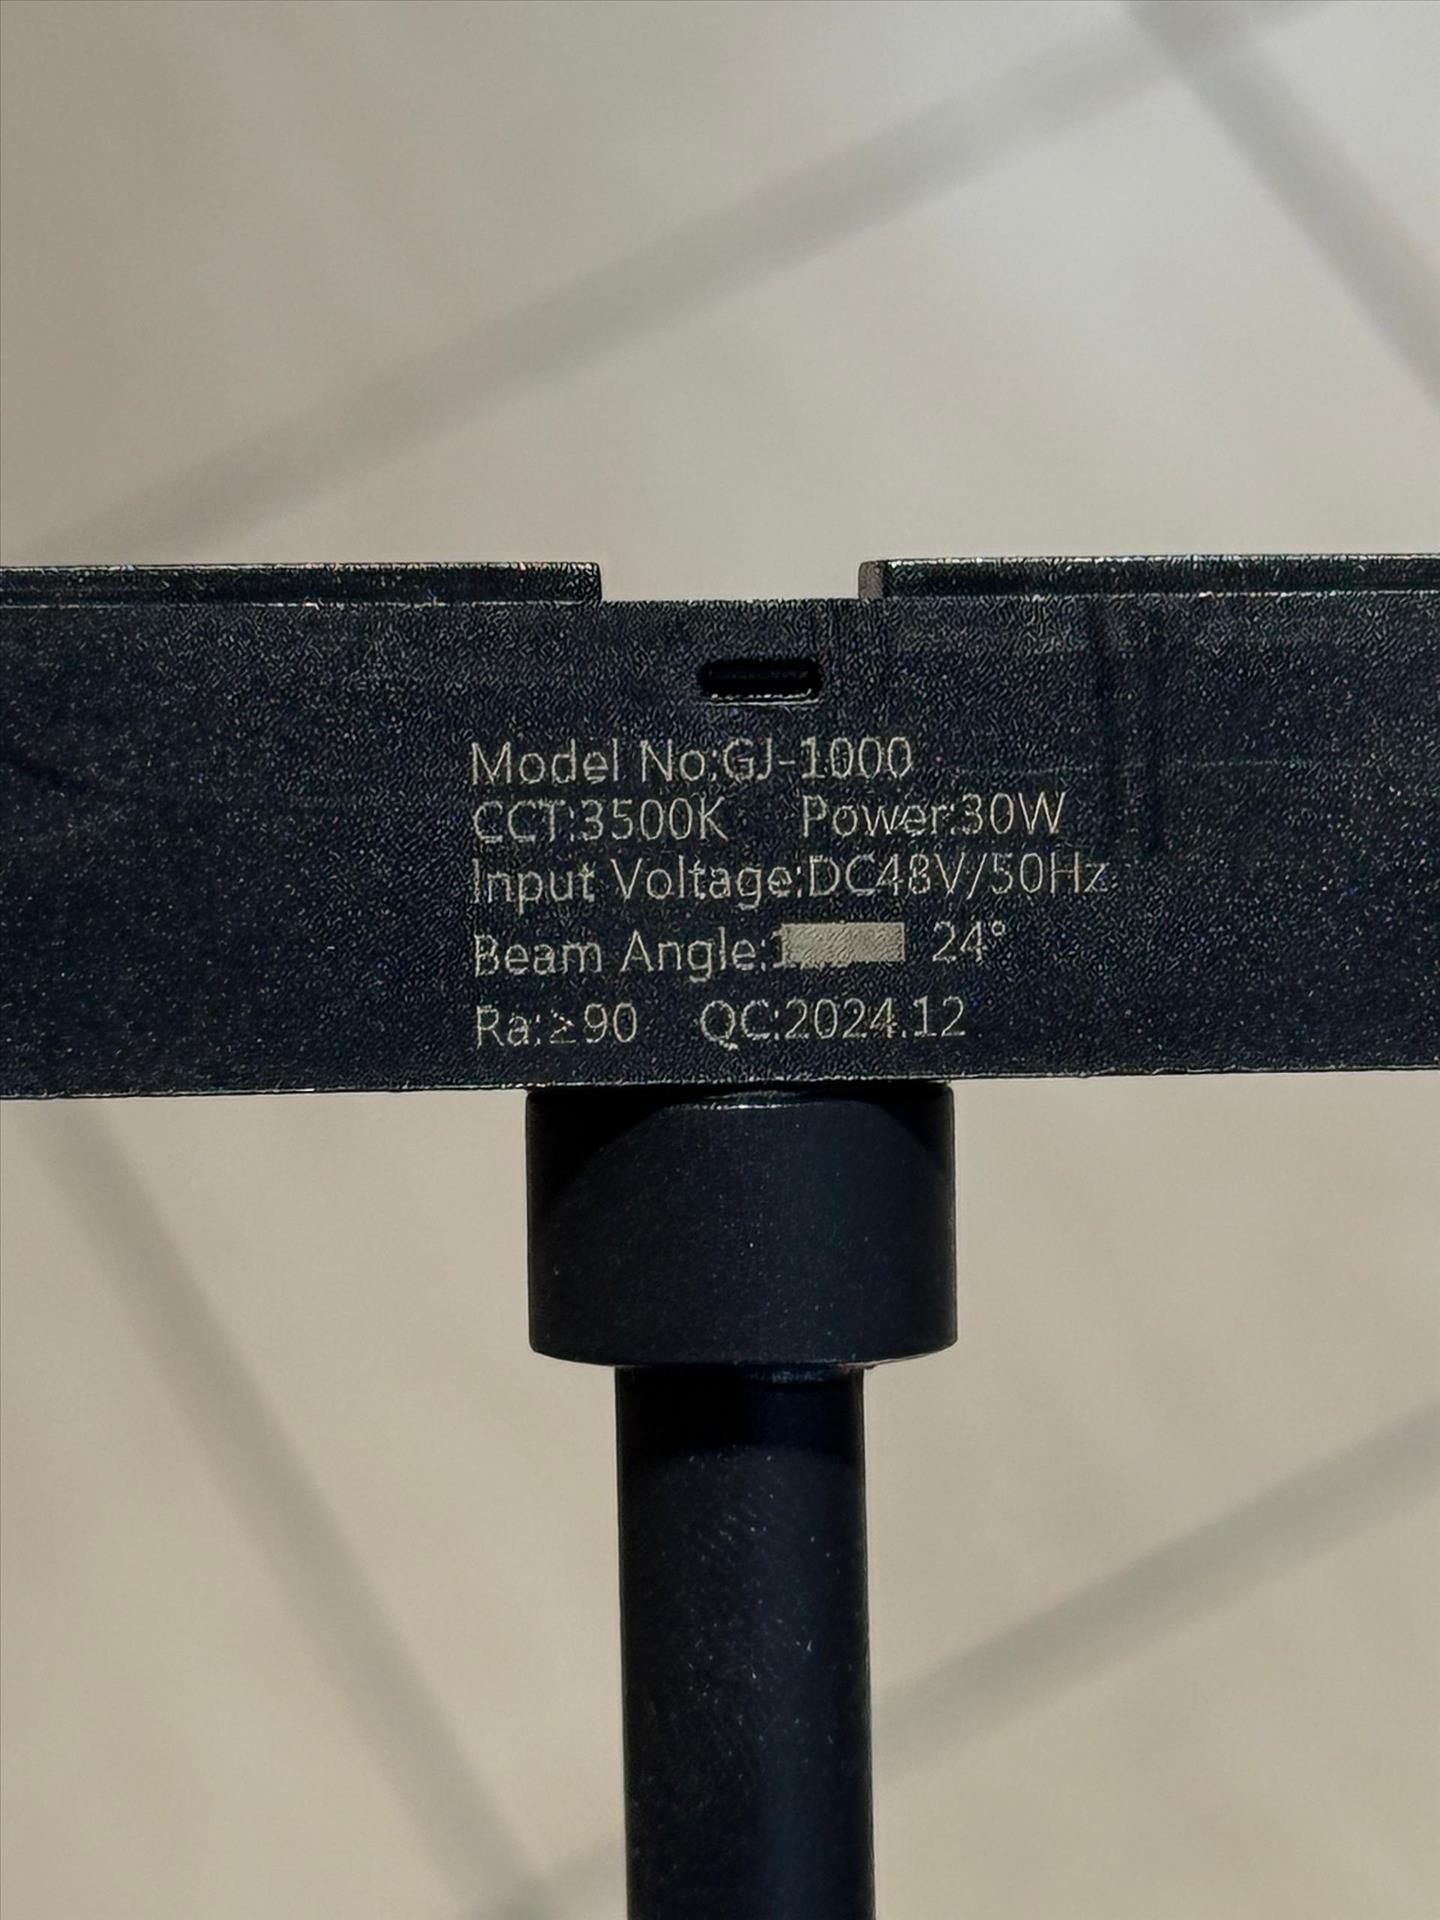 Model No:GJ-1000
CCT:3500K Power:30W
Input Voltage:DC48V/50Hz
Beam Angle: 24°
Ra:≥90 QC:2024.12